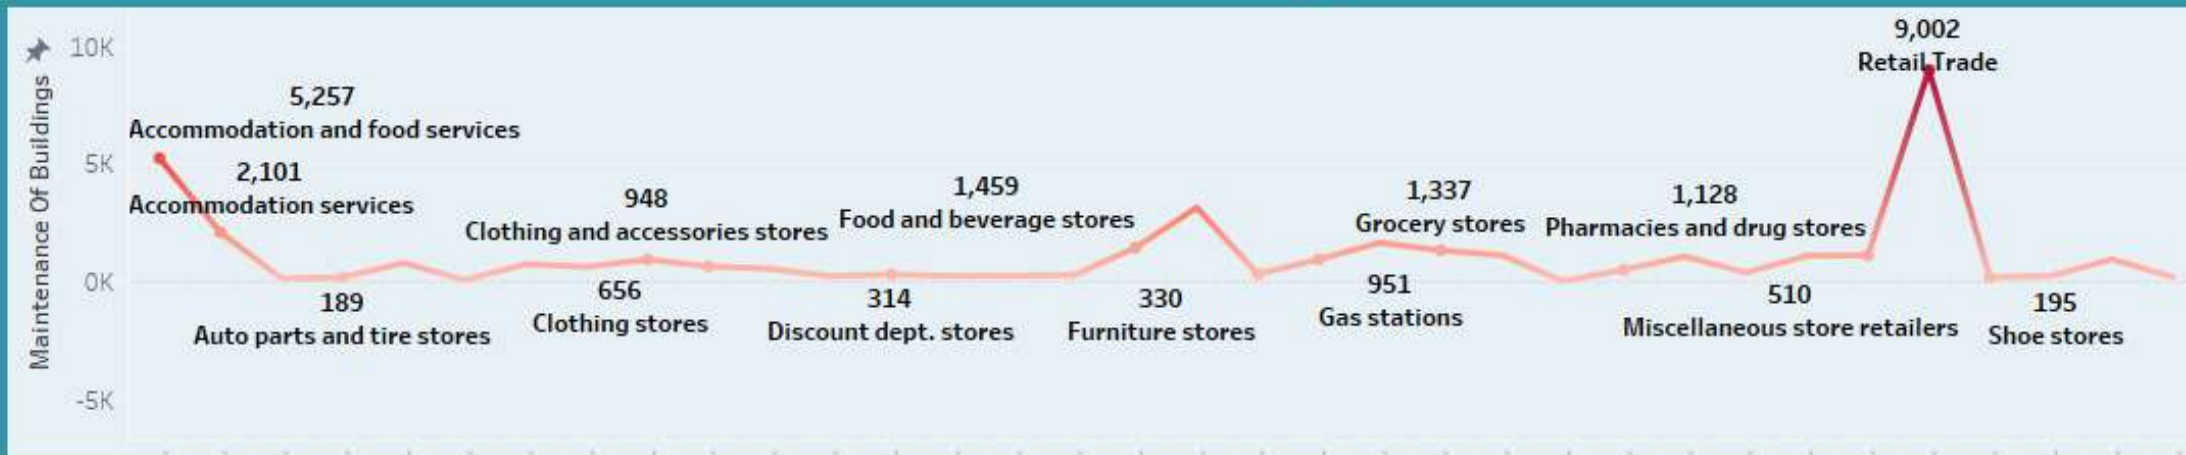 Maintenance Of Buildings
10K
5K
0K
-5K
5,257
Accommodation and food services
2,101
Accommodation services
189
Auto parts and tire stores
948
Clothing and accessories stores
656
Clothing stores
314
Discount dept. stores
1,459
Food and beverage stores
330
Furniture stores
951
Gas stations
1,337
Grocery stores
1,128
Pharmacies and drug stores
510
Miscellaneous store retailers
9,002
Retail Trade
195
Shoe stores